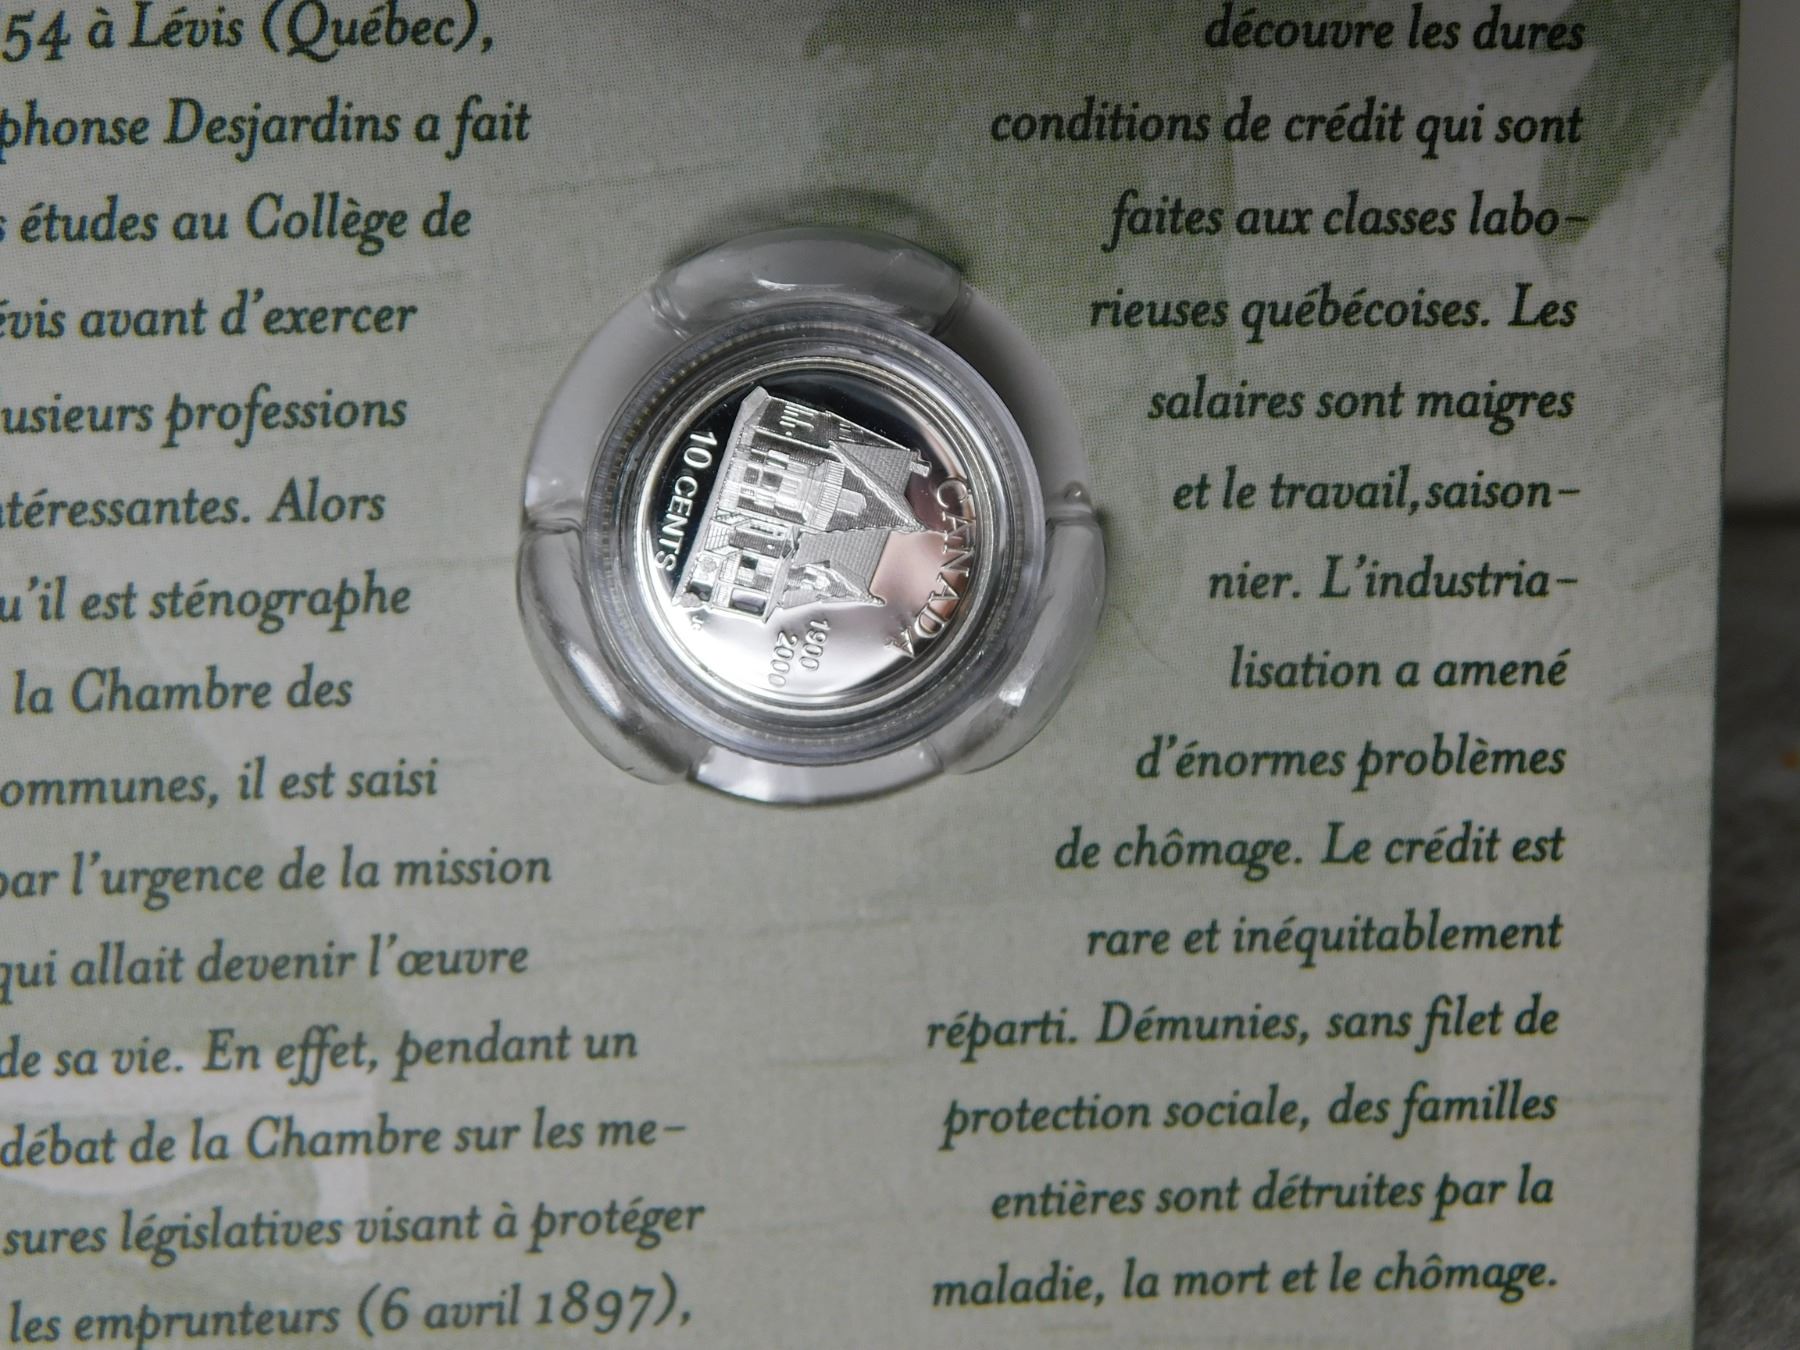 54 à Lévis (Québec),
phonse Desjardins a fait
études au Collège de
évis avant d'exercer
lusieurs professions
ntéressantes. Alors
u'il est sténographe
la Chambre des
ommunes, il est saisi
par l'urgence de la mission
qui allait devenir l'œuvre
de sa vie. En effet, pendant un
débat de la Chambre sur les me-
sures législatives visant à protéger
les emprunteurs (6 avril 1897),
CANADA
10 CENTS
1900
2000
découvre les dures
conditions de crédit qui sont
faites aux classes labo-
rieuses québécoises. Les
salaires sont maigres
et le travail, saison-
nier. L'industria-
lisation a amené
d'énormes problèmes
de chômage. Le crédit est
rare et inéquitablement
réparti. Démunies, sans filet de
protection sociale, des familles
entières sont détruites par la
maladie, la mort et le chômage.